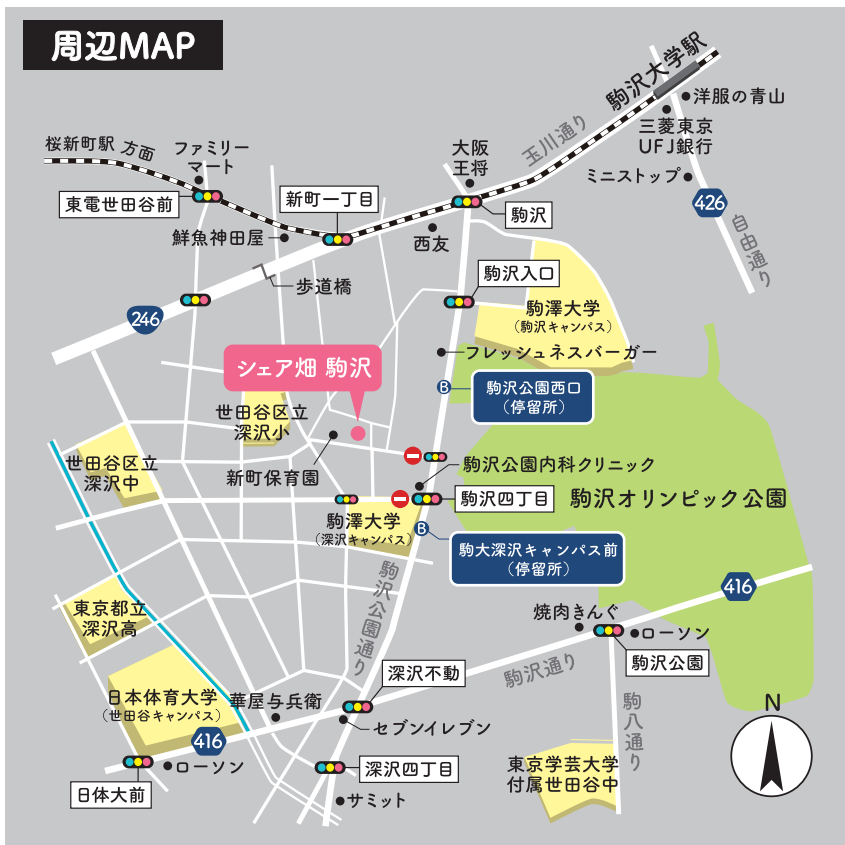 周辺MAP
駒沢大学駅
洋服の青山
三菱東京
UFJ銀行
ミニストップ
426
自由通り
玉川通り
桜新町駅 方面
ファミリー
マート
大阪
王将
東電世田谷前
新町一丁目
駒沢
鮮魚神田屋
西友
歩道橋
駒沢入口
246
駒澤大学
(駒沢キャンパス)
フレッシュネスバーガー
シェア畑 駒沢
B
駒沢公園西口
(停留所)
世田谷区立
深沢小
世田谷区立
深沢中
新町保育園
駒沢公園内科クリニック
駒沢四丁目
駒沢オリンピック公園
駒澤大学
(深沢キャンパス)
B
駒大深沢キャンパス前
(停留所)
駒沢公園通り
416
東京都立
深沢高
焼肉きんぐ
ローソン
駒沢公園
駒沢通り
深沢不動
日本体育大学
(世田谷キャンパス)
華屋与兵衛
セブンイレブン
416
ローソン
日体大前
深沢四丁目
サミット
駒八通り
東京学芸大学
付属世田谷中
N